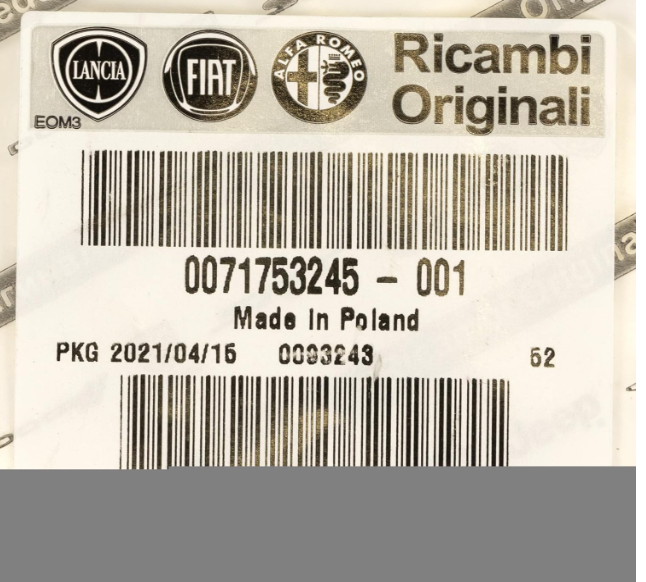 LANCIA FIAT ALFA ROMEO Ricambi
Originali
EOM3
0071753245 - 001
Made In Poland
PKG 2021/04/15 0093243 52